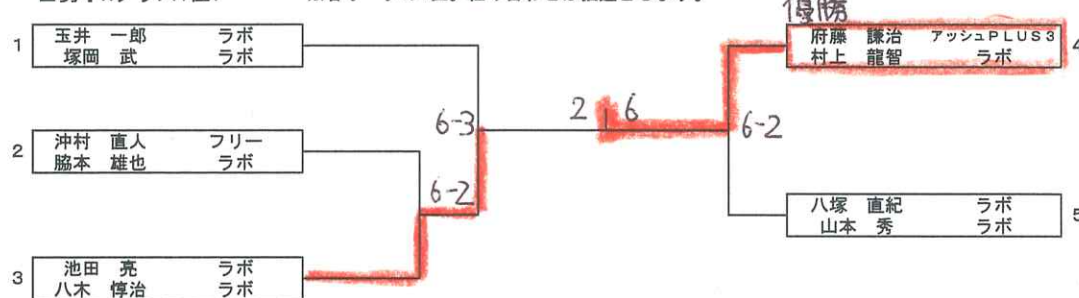 優勝
1 玉井 一郎 ラボ
塚岡 武 ラボ
2 沖村 直人 フリー
脇本 雄也 ラボ
3 池田 亮 ラボ
八木 惇治 ラボ
6-3
6-2
2 6
6-2
府藤 謙治 アッシュPLUS3 4
村上 龍智 ラボ
八塚 直紀 ラボ 5
山本 秀 ラボ